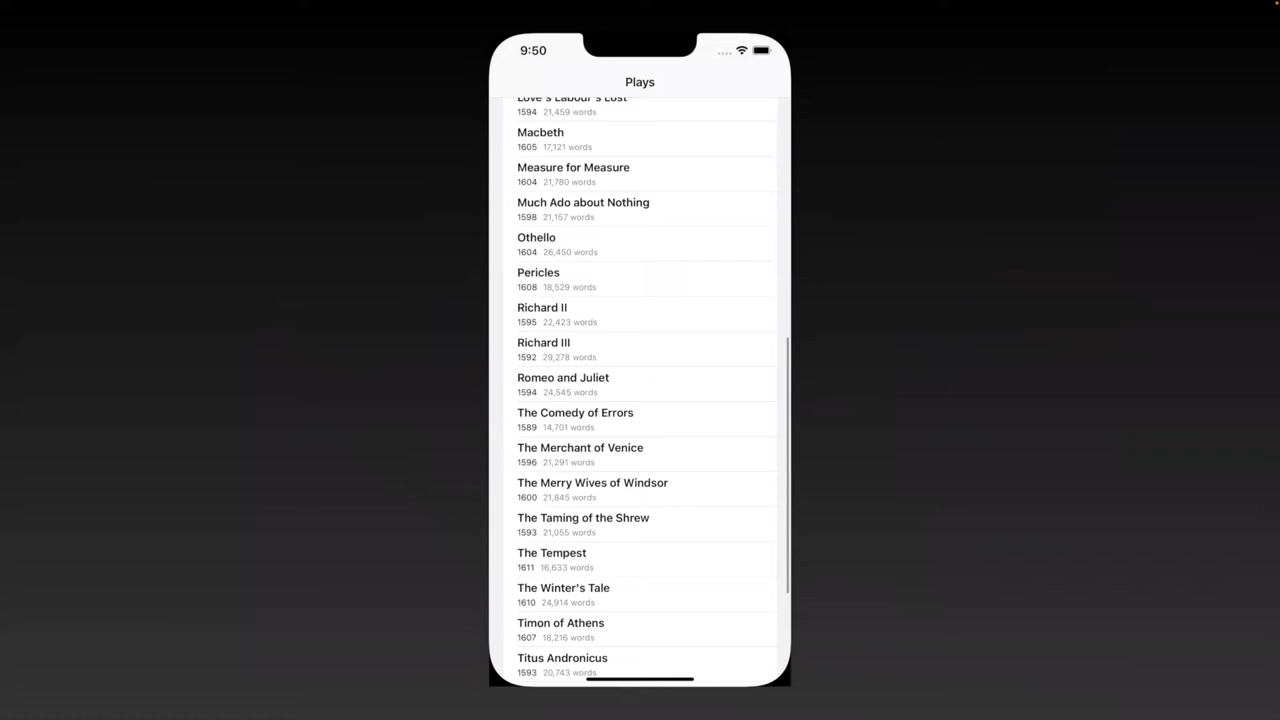 9:50
Plays
Love's Labour's Lost
1594 21,459 words
Macbeth
1605 17,121 words
Measure for Measure
1604 21,780 words
Much Ado about Nothing
1598 21,157 words
Othello
1604 26,450 words
Pericles
1608 18,529 words
Richard II
1595 22,423 words
Richard III
1592 29,278 words
Romeo and Juliet
1594 24,545 words
The Comedy of Errors
1589 14,701 words
The Merchant of Venice
1596 21,291 words
The Merry Wives of Windsor
1600 21,845 words
The Taming of the Shrew
1593 21,055 words
The Tempest
1611 16,633 words
The Winter's Tale
1610 24,914 words
Timon of Athens
1607 18,216 words
Titus Andronicus
1593 20,743 words